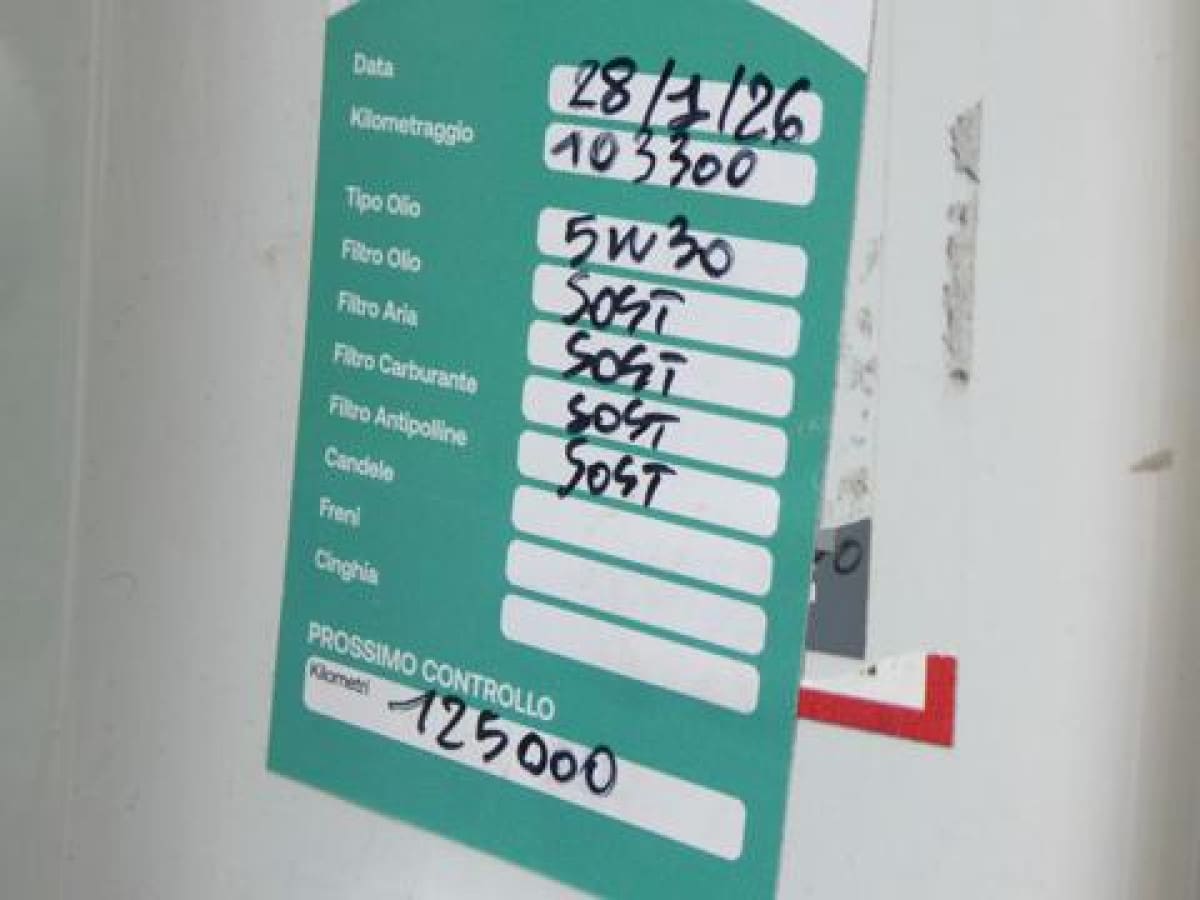 Data 28/1/26
Kilometraggio 103300
Tipo Olio 5W30
Filtro Olio SOST
Filtro Aria SOST
Filtro Carburante SOST
Filtro Antipolline SOST
Candele
Freni
Cinghia
PROSSIMO CONTROLLO
Kilometri 125000